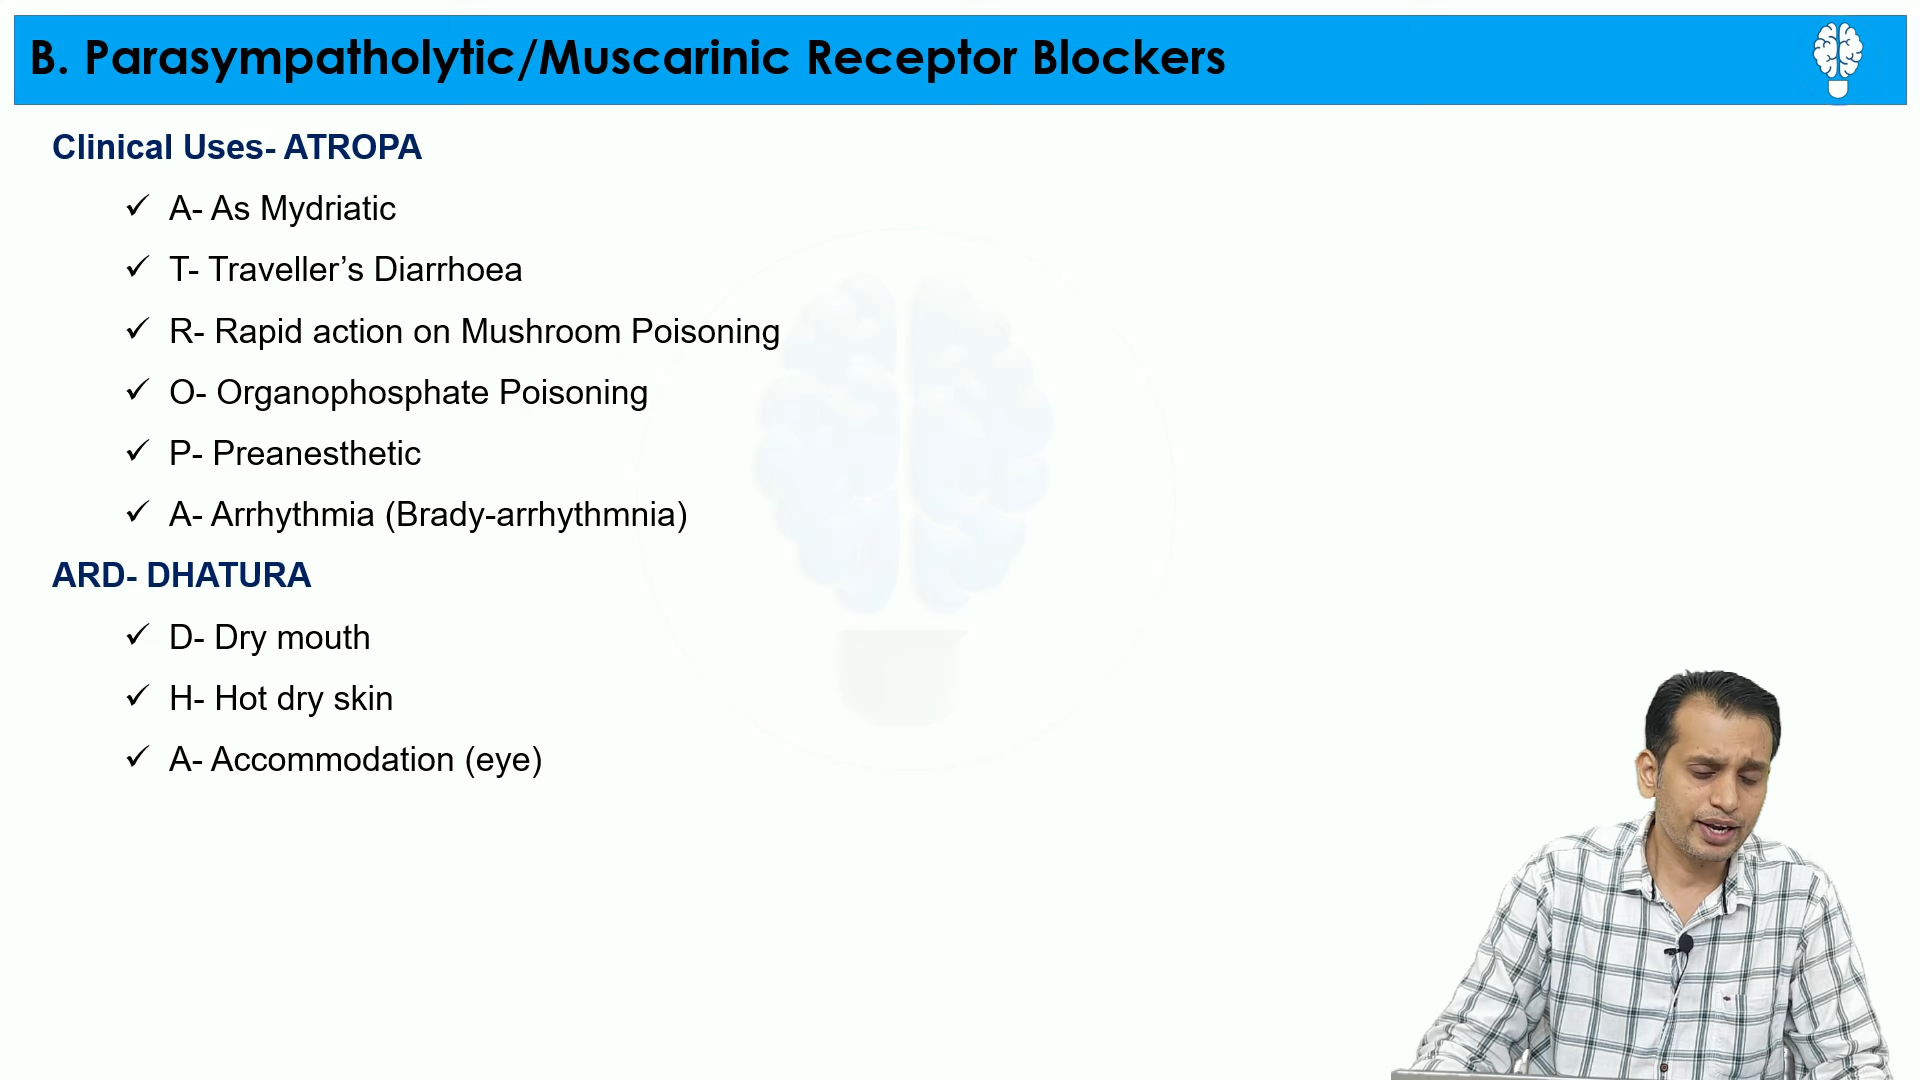 B. Parasympatholytic/Muscarinic Receptor Blockers
Clinical Uses- ATROPA
✓ A- As Mydriatic
✓ T- Traveller’s Diarrhoea
✓ R- Rapid action on Mushroom Poisoning
✓ O- Organophosphate Poisoning
✓ P- Preanesthetic
✓ A- Arrhythmia (Brady-arrhythmnia)
ARD- DHATURA
✓ D- Dry mouth
✓ H- Hot dry skin
✓ A- Accommodation (eye)